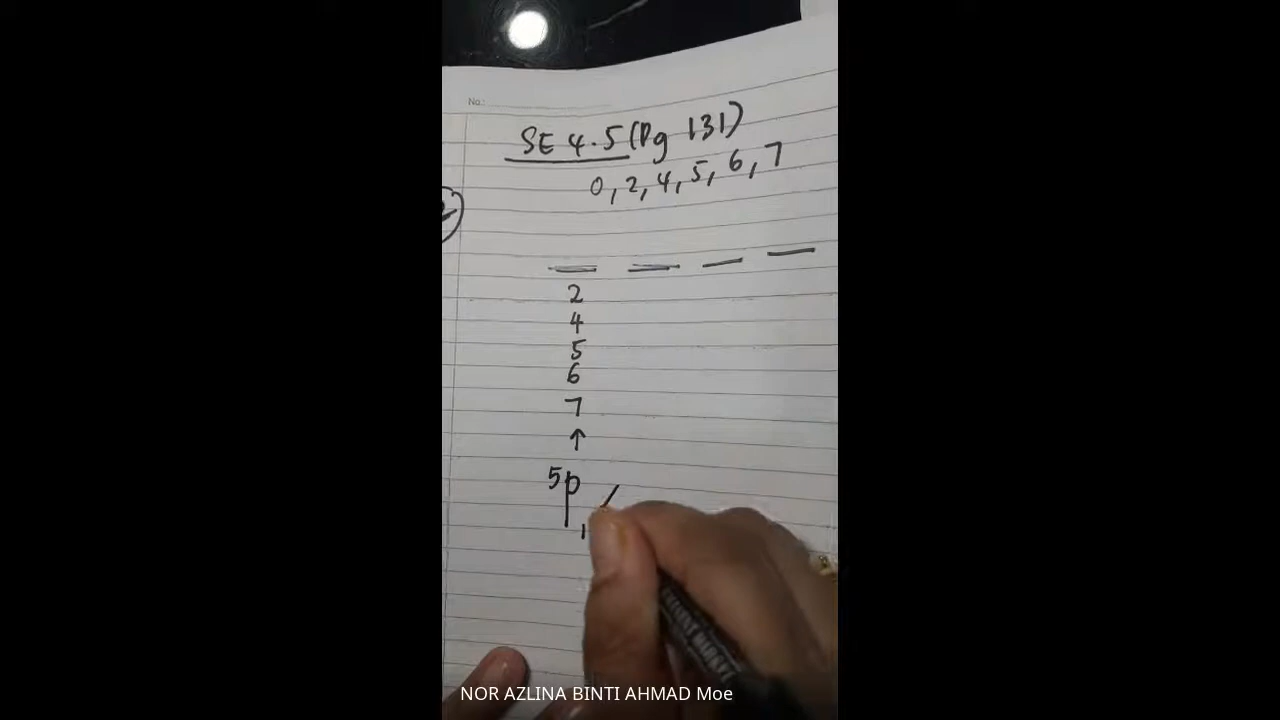 No.:
SE 4.5 (Pg 131)
0, 2, 4, 5, 6, 7
2
4
5
6
7
↑
5P1
NOR AZLINA BINTI AHMAD Moe